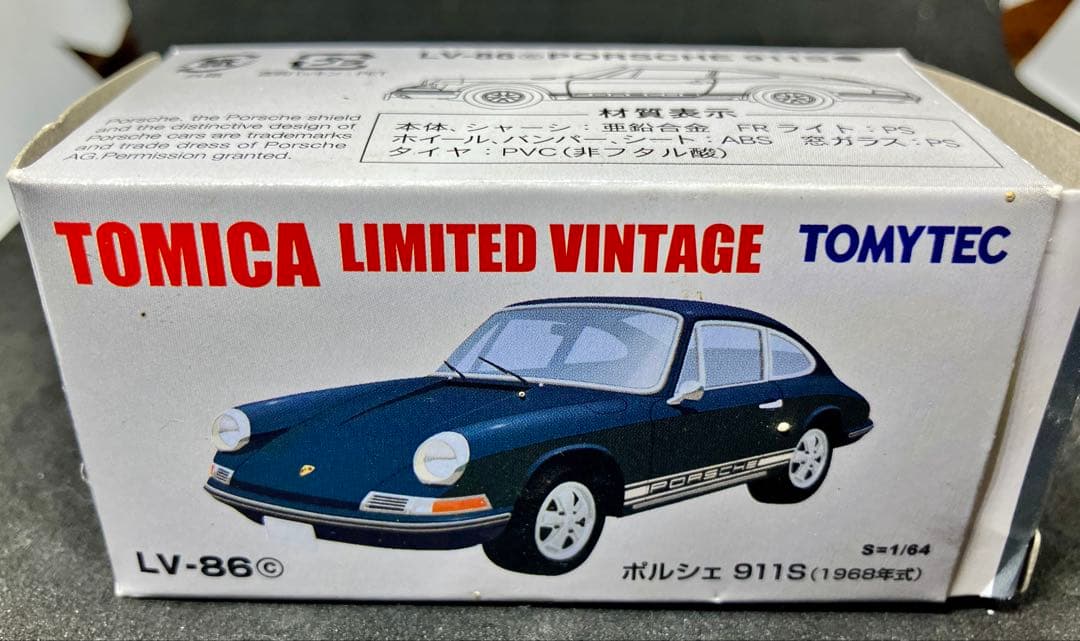 LV-86ⓒPORSCHE 911S
材質表示
本体、シャーシ：亜鉛合金 FRライト：PS
ホイール、バンパー、シート：ABS 窓ガラス：PS
タイヤ：PVC(非フタル酸)
Porsche, the Porsche shield
and the distinctive design of
Porsche cars are trademarks
and trade dress of Porsche
AG. Permission granted.
TOMICA LIMITED VINTAGE TOMYTEC
PORSCHE
LV-86ⓒ
S=1/64
ポルシェ 911S(1968年式)